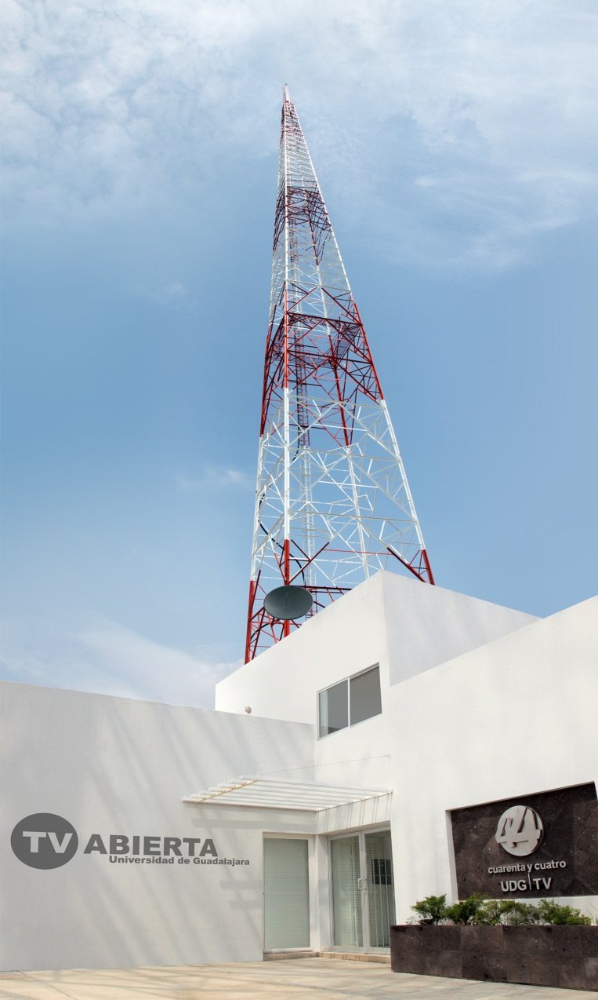 TV ABIERTA
Universidad de Guadalajara
44
cuarenta y cuatro
UDG | TV